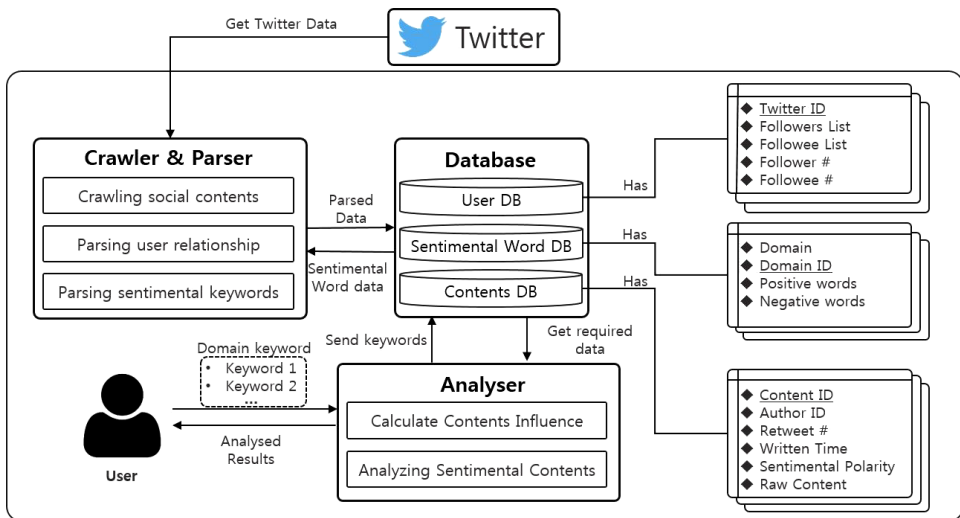 Get Twitter Data
Twitter
Crawler & Parser
Crawling social contents
Parsing user relationship
Parsing sentimental keywords
Parsed
Data
Sentimental
Word data
Database
User DB
Sentimental Word DB
Contents DB
Has
Has
Has
Twitter ID
Followers List
Followee List
Follower #
Followee #
Domain
Domain ID
Positive words
Negative words
Content ID
Author ID
Retweet #
Written Time
Sentimental Polarity
Raw Content
Send keywords
Get required
data
Domain keyword
• Keyword 1
• Keyword 2
...
Analysed
Results
User
Analyser
Calculate Contents Influence
Analyzing Sentimental Contents